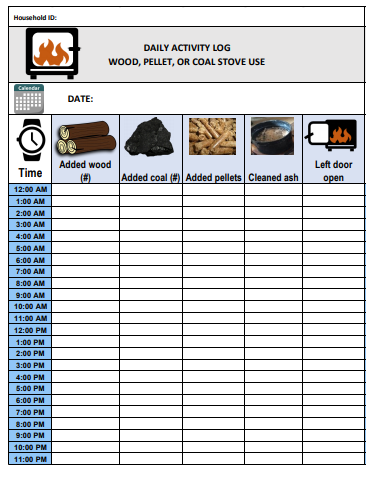 Household ID:
DAILY ACTIVITY LOG
WOOD, PELLET, OR COAL STOVE USE
Calendar
DATE:
Time
Added wood
(#)
Added coal (#)
Added pellets
Cleaned ash
Left door
open
12:00 AM
1:00 AM
2:00 AM
3:00 AM
4:00 AM
5:00 AM
6:00 AM
7:00 AM
8:00 AM
9:00 AM
10:00 AM
11:00 AM
12:00 PM
1:00 PM
2:00 PM
3:00 PM
4:00 PM
5:00 PM
6:00 PM
7:00 PM
8:00 PM
9:00 PM
10:00 PM
11:00 PM